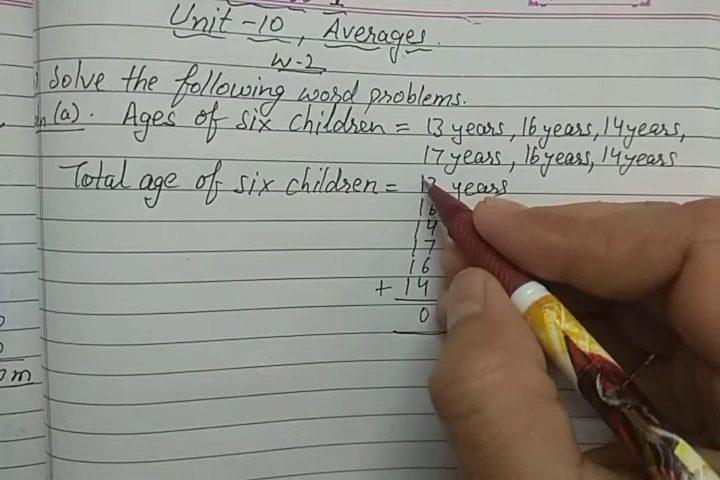 Unit-10, Averages.
W-2
Solve the following word problems.
(a). Ages of six children = 13 years, 16 years, 14 years,
17 years, 16 years, 14 years
Total age of six children = 13 years
16
14
17
16
+ 14
0
m